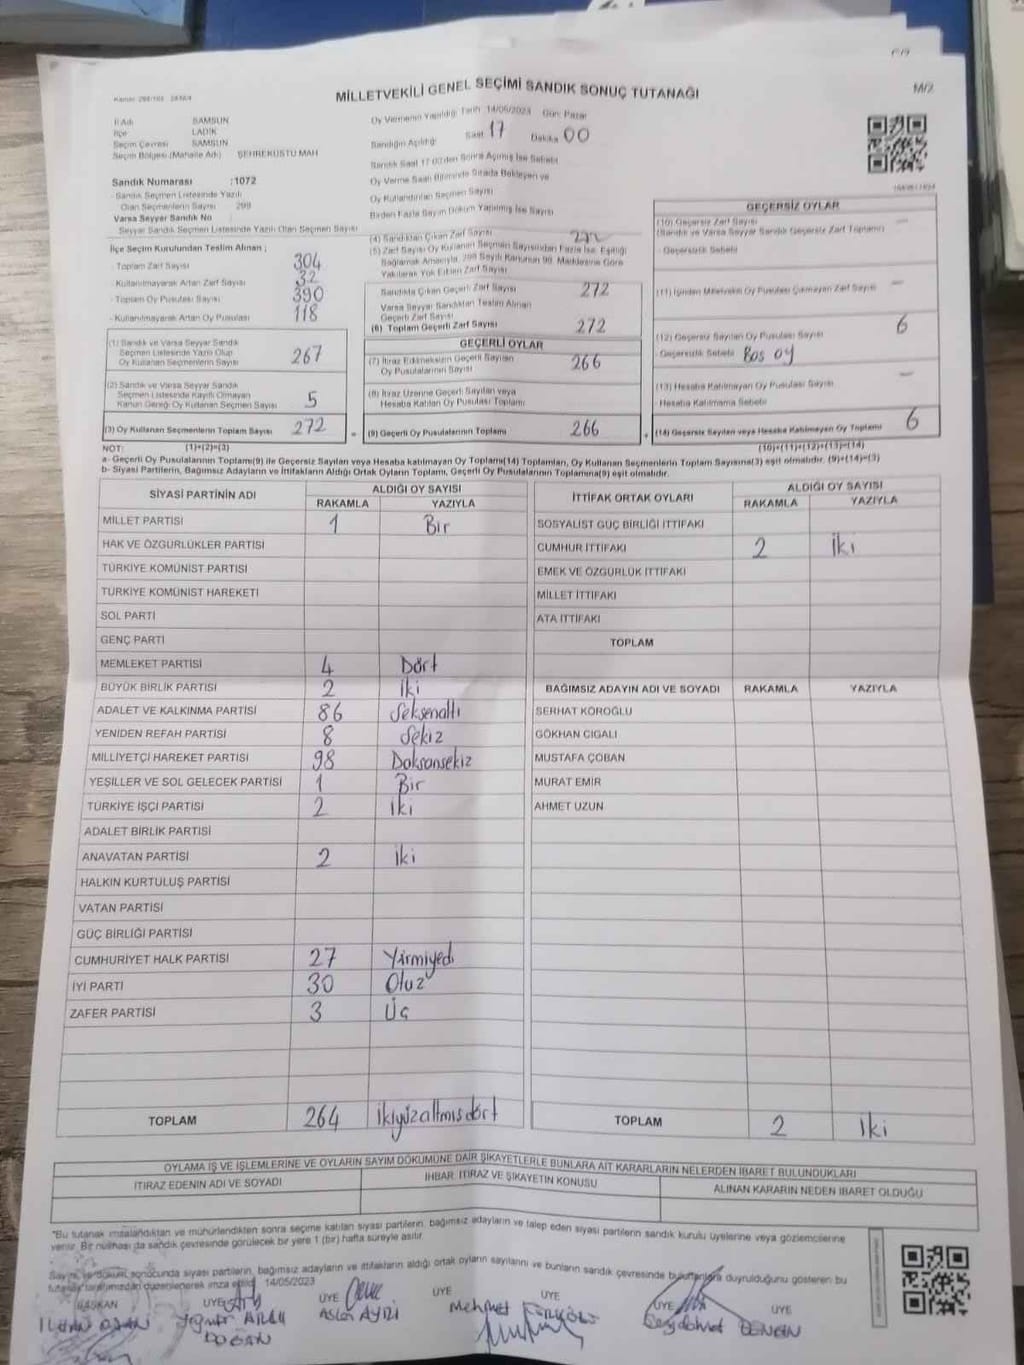 MİLLETVEKİLİ GENEL SEÇİMİ SANDIK SONUÇ TUTANAĞI
M/2
İl Adı SAMSUN
İlçe LADİK
Seçim Çevresi SAMSUN
Seçim Bölgesi (Mahalle Adı) ŞEHREKÜSTÜ MAH
Sandık Numarası :1072
- Sandık Seçmen Listesinde Yazılı
Olan Seçmenlerin Sayısı 299
Varsa Seyyar Sandık No
Seyyar Sandık Seçmen Listesinde Yazılı Olan Seçmen Sayısı
Oy Vermenin Yapıldığı Tarih 14/05/2023 Gün: Pazar
Sandığın Açıldığı Saat 17 Dakika 00
Sandık Saat 17.00'den Sonra Açılmış İse Sebebi
Oy Verme Saati Bitiminde Sırada Bekleyen ve
Oy Kullandırılan Seçmen Sayısı
Birden Fazla Sayım Döküm Yapılmış İse Sayısı
İlçe Seçim Kurulundan Teslim Alınan ;
- Toplam Zarf Sayısı 304
- Kullanılmayarak Artan Zarf Sayısı 32
- Toplam Oy Pusulası Sayısı 390
- Kullanılmayarak Artan Oy Pusulası 118
(1) Sandık ve Varsa Seyyar Sandık
Seçmen Listesinde Yazılı Olup
Oy Kullanan Seçmenlerin Sayısı 267
(2) Sandık ve Varsa Seyyar Sandık
Seçmen Listesinde Kayıtlı Olmayan
Kanun Gereği Oy Kullanan Seçmen Sayısı 5
(3) Oy Kullanan Seçmenlerin Toplam Sayısı 272
(4) Sandıktan Çıkan Zarf Sayısı 272
(5) Zarf Sayısı Oy Kullanan Seçmen Sayısından Fazla İse, Eşitliği
Sağlamak Amacıyla, 298 Sayılı Kanunun 98. Maddesine Göre
Yakılarak Yok Edilen Zarf Sayısı
Sandıkta Çıkan Geçerli Zarf Sayısı 272
Varsa Seyyar Sandıktan Teslim Alınan
Geçerli Zarf Sayısı
(6) Toplam Geçerli Zarf Sayısı 272
GEÇERLİ OYLAR
(7) İtiraz Edilmeksizin Geçerli Sayılan
Oy Pusulalarının Sayısı 266
(8) İtiraz Üzerine Geçerli Sayılan veya
Hesaba Katılan Oy Pusulası Toplamı
= (9) Geçerli Oy Pusulalarının Toplamı 266
GEÇERSİZ OYLAR
(10) Geçersiz Zarf Sayısı —
(Sandık ve Varsa Seyyar Sandık Geçersiz Zarf Toplamı)
Geçersizlik Sebebi
(11) İçinden Milletvekili Oy Pusulası Çıkmayan Zarf Sayısı —
(12) Geçersiz Sayılan Oy Pusulası Sayısı 6
Geçersizlik Sebebi Boş oy
(13) Hesaba Katılmayan Oy Pusulası Sayısı —
- Hesaba Katılmama Sebebi
+ (14) Geçersiz Sayılan veya Hesaba Katılmayan Oy Toplamı 6
NOT: (1)+(2)=(3) (10)+(11)+(12)+(13)=(14)
a- Geçerli Oy Pusulalarının Toplamı(9) ile Geçersiz Sayılan veya Hesaba Katılmayan Oy Toplamı(14) Toplamları, Oy Kullanan Seçmenlerin Toplam Sayısına(3) eşit olmalıdır. (9)+(14)=(3)
b- Siyasi Partilerin, Bağımsız Adayların ve İttifakların Aldığı Ortak Oyların Toplamı, Geçerli Oy Pusulalarının Toplamına(9) eşit olmalıdır.
SİYASİ PARTİNİN ADI ALDIĞI OY SAYISI
RAKAMLA YAZIYLA
MİLLET PARTİSİ 1 Bir
HAK VE ÖZGÜRLÜKLER PARTİSİ
TÜRKİYE KOMÜNİST PARTİSİ
TÜRKİYE KOMÜNİST HAREKETİ
SOL PARTİ
GENÇ PARTİ
MEMLEKET PARTİSİ 4 Dört
BÜYÜK BİRLİK PARTİSİ 2 İki
ADALET VE KALKINMA PARTİSİ 86 Seksenaltı
YENİDEN REFAH PARTİSİ 8 Sekiz
MİLLİYETÇİ HAREKET PARTİSİ 98 Doksansekiz
YEŞİLLER VE SOL GELECEK PARTİSİ 1 Bir
TÜRKİYE İŞÇİ PARTİSİ 2 İki
ADALET BİRLİK PARTİSİ
ANAVATAN PARTİSİ 2 İki
HALKIN KURTULUŞ PARTİSİ
VATAN PARTİSİ
GÜÇ BİRLİĞİ PARTİSİ
CUMHURİYET HALK PARTİSİ 27 Yirmiyedi
İYİ PARTİ 30 Otuz
ZAFER PARTİSİ 3 Üç
TOPLAM 264 İkiyüzaltmışdört
İTTİFAK ORTAK OYLARI ALDIĞI OY SAYISI
RAKAMLA YAZIYLA
SOSYALİST GÜÇ BİRLİĞİ İTTİFAKI
CUMHUR İTTİFAKI 2 İki
EMEK VE ÖZGÜRLÜK İTTİFAKI
MİLLET İTTİFAKI
ATA İTTİFAKI
TOPLAM
BAĞIMSIZ ADAYIN ADI VE SOYADI RAKAMLA YAZIYLA
SERHAT KÖROĞLU
GÖKHAN CIGALI
MUSTAFA ÇOBAN
MURAT EMİR
AHMET UZUN
TOPLAM 2 İki
OYLAMA İŞ VE İŞLEMLERİNE VE OYLARIN SAYIM DÖKÜMÜNE DAİR ŞİKAYETLERLE BUNLARA AİT KARARLARIN NELERDEN İBARET BULUNDUKLARI
İTİRAZ EDENİN ADI VE SOYADI İHBAR İTİRAZ VE ŞİKAYETİN KONUSU ALINAN KARARIN NEDEN İBARET OLDUĞU
"Bu tutanak imzalandıktan ve mühürlendikten sonra seçime katılan siyasi partilerin, bağımsız adayların ve talep eden siyasi partilerin sandık kurulu üyelerine veya gözlemcilerine
verilir. Bir nüshası da sandık çevresinde görülecek bir yere 1 (bir) hafta süreyle asılır.
Sayım ve döküm sonucunda siyasi partilerin, bağımsız adayların ve ittifakların aldığı ortak oyların sayılarını ve bunların sandık çevresinde bulunanlara duyrulduğunu gösteren bu
tutanak tarafımızdan düzenlenerek imza edildi. 14/05/2023
BAŞKAN ÜYE ÜYE ÜYE ÜYE ÜYE ÜYE
DOĞAN
Mehmet